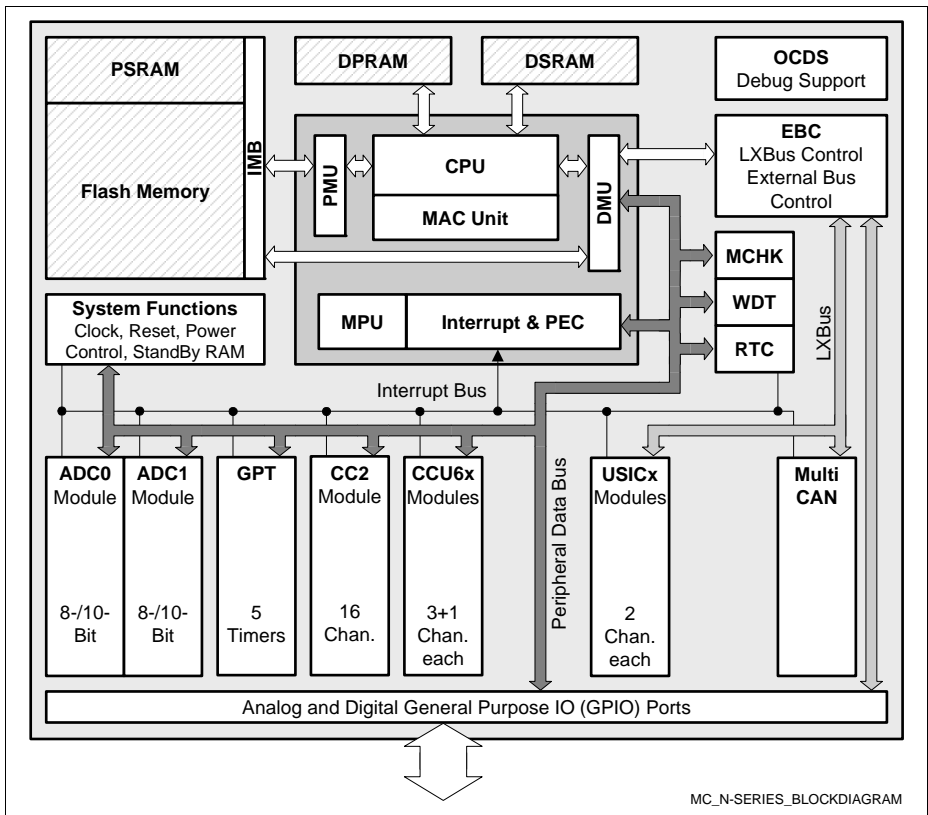 PSRAM
Flash Memory
IMB
DPRAM
DSRAM
OCDS
Debug Support
PMU
CPU
MAC Unit
DMU
EBC
LXBus Control
External Bus
Control
MPU
Interrupt & PEC
MCHK
WDT
RTC
LXBus
System Functions
Clock, Reset, Power
Control, StandBy RAM
Interrupt Bus
ADC0
Module
8-/10-
Bit
ADC1
Module
8-/10-
Bit
GPT
5
Timers
CC2
Module
16
Chan.
CCU6x
Modules
3+1
Chan.
each
Peripheral Data Bus
USICx
Modules
2
Chan.
each
Multi
CAN
Analog and Digital General Purpose IO (GPIO) Ports
MC_N-SERIES_BLOCKDIAGRAM